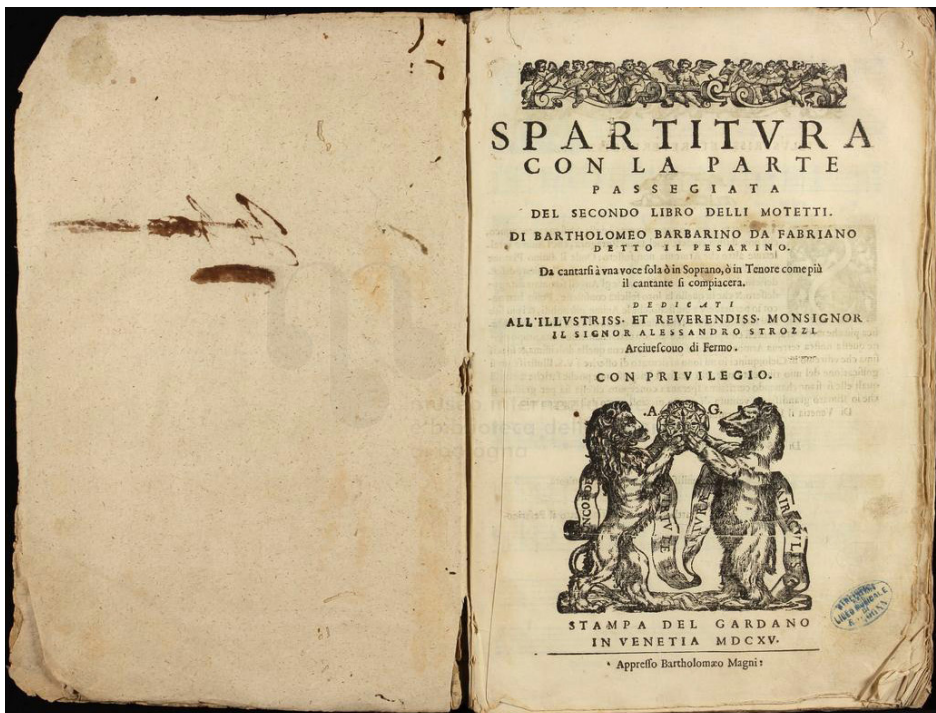 SPARTITVRA
CON LA PARTE
PASSEGIATA
DEL SECONDO LIBRO DELLI MOTETTI.
DI BARTHOLOMEO BARBARINO DA FABRIANO
DETTO IL PESARINO.
Da cantarſi à vna voce ſola ò in Soprano, ò in Tenore come più
il cantante ſi compiacera.
DEDICATI
ALL'ILLVSTRISS. ET REVERENDISS. MONSIGNOR
IL SIGNOR ALESSANDRO STROZZI
Arciueſcouo di Fermo.
CON PRIVILEGIO.
.A. G.
STAMPA DEL GARDANO
IN VENETIA MDCXV.
Appreſſo Bartholomæo Magni: